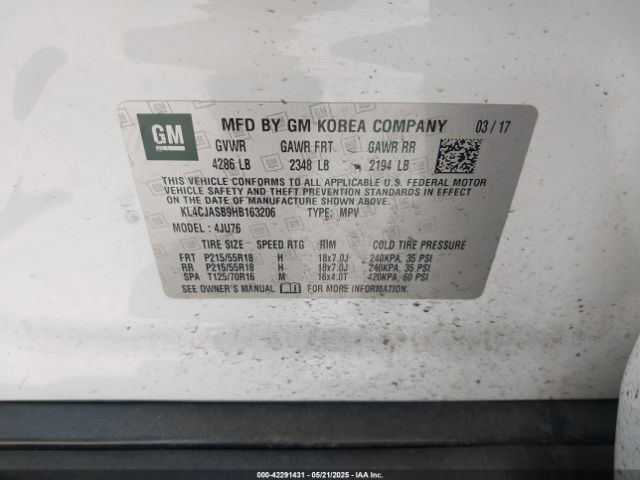 GM
MFD BY GM KOREA COMPANY 03/17
GVWR GAWR FRT GAWR RR
4286 LB 2348 LB 2194 LB
THIS VEHICLE CONFORMS TO ALL APPLICABLE U.S. FEDERAL MOTOR
VEHICLE SAFETY AND THEFT PREVENTION STANDARDS IN EFFECT
ON THE DATE OF MANUFACTURE SHOWN ABOVE.
KL4CJASB9HB163206 TYPE: MPV
MODEL: 4JU76
TIRE SIZE SPEED RTG RIM COLD TIRE PRESSURE
FRT P215/55R18 H 18x7.0J 240KPA, 35 PSI
RR P215/55R18 H 18x7.0J 240KPA, 35 PSI
SPA T125/70R16 M 16x4.0T 420KPA, 60 PSI
SEE OWNER'S MANUAL FOR MORE INFORMATION.
000-42291431 - 05/21/2025 - IAAI.com